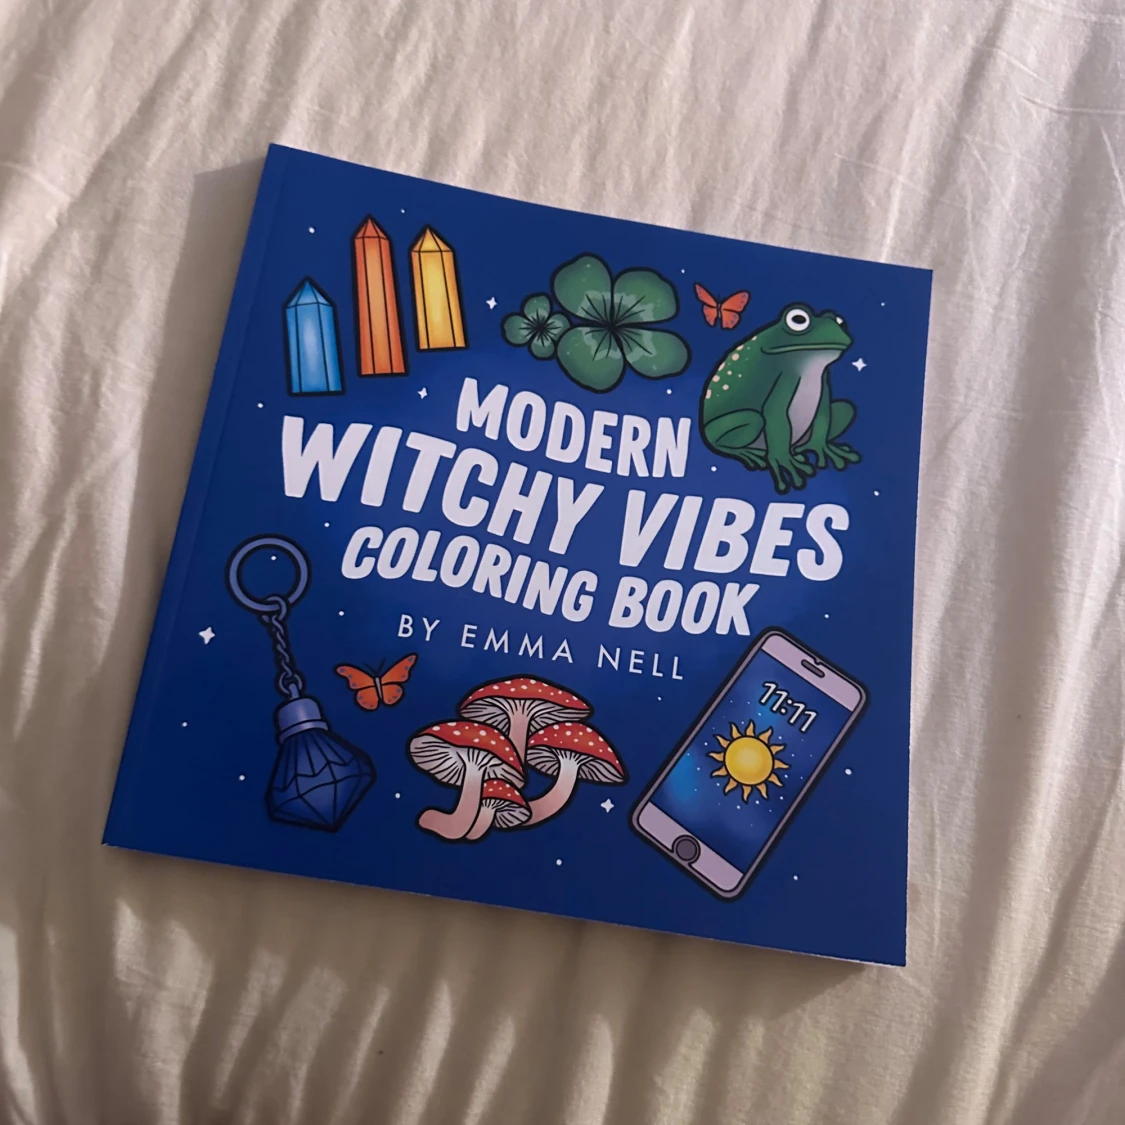 MODERN
WITCHY VIBES
COLORING BOOK
BY EMMA NELL
11:11